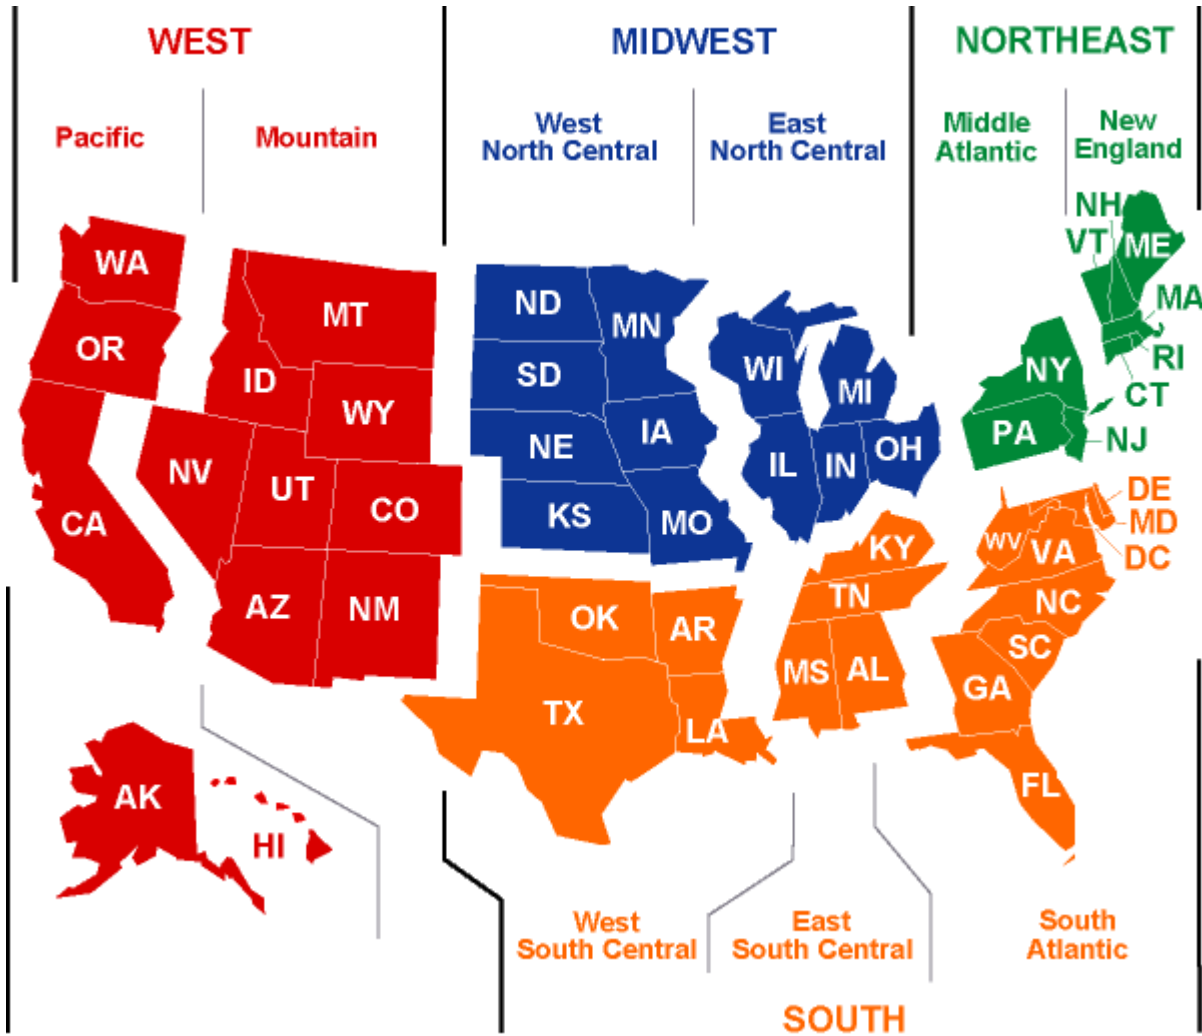 WEST
MIDWEST
NORTHEAST
Pacific
Mountain
West
North Central
East
North Central
Middle
Atlantic
New
England
WA
OR
CA
MT
ID
WY
NV
UT
CO
AZ
NM
AK
HI
ND
MN
SD
NE
IA
KS
MO
WI
MI
IL
IN
OH
NH
VT
ME
MA
RI
CT
NY
PA
NJ
DE
MD
DC
WV
VA
KY
TN
NC
SC
GA
FL
OK
AR
TX
LA
MS
AL
West
South Central
East
South Central
South
Atlantic
SOUTH